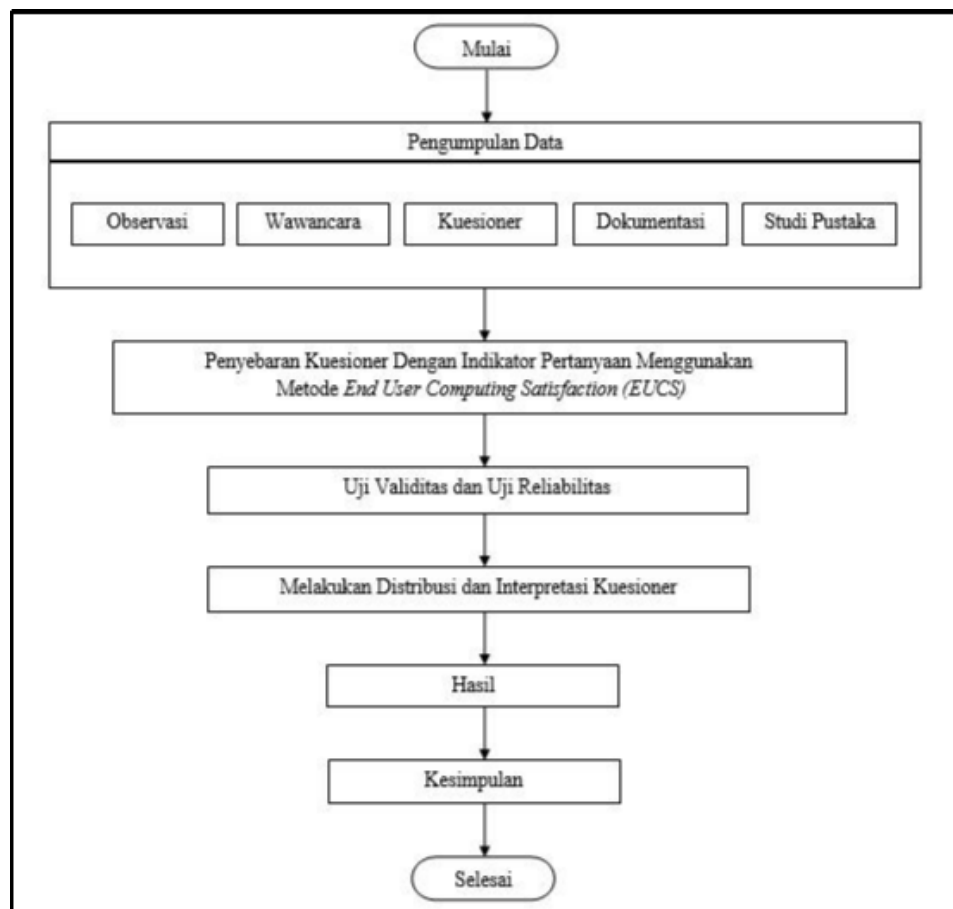 Mulai
Pengumpulan Data
Observasi
Wawancara
Kuesioner
Dokumentasi
Studi Pustaka
Penyebaran Kuesioner Dengan Indikator Pertanyaan Menggunakan
Metode End User Computing Satisfaction (EUCS)
Uji Validitas dan Uji Reliabilitas
Melakukan Distribusi dan Interpretasi Kuesioner
Hasil
Kesimpulan
Selesai